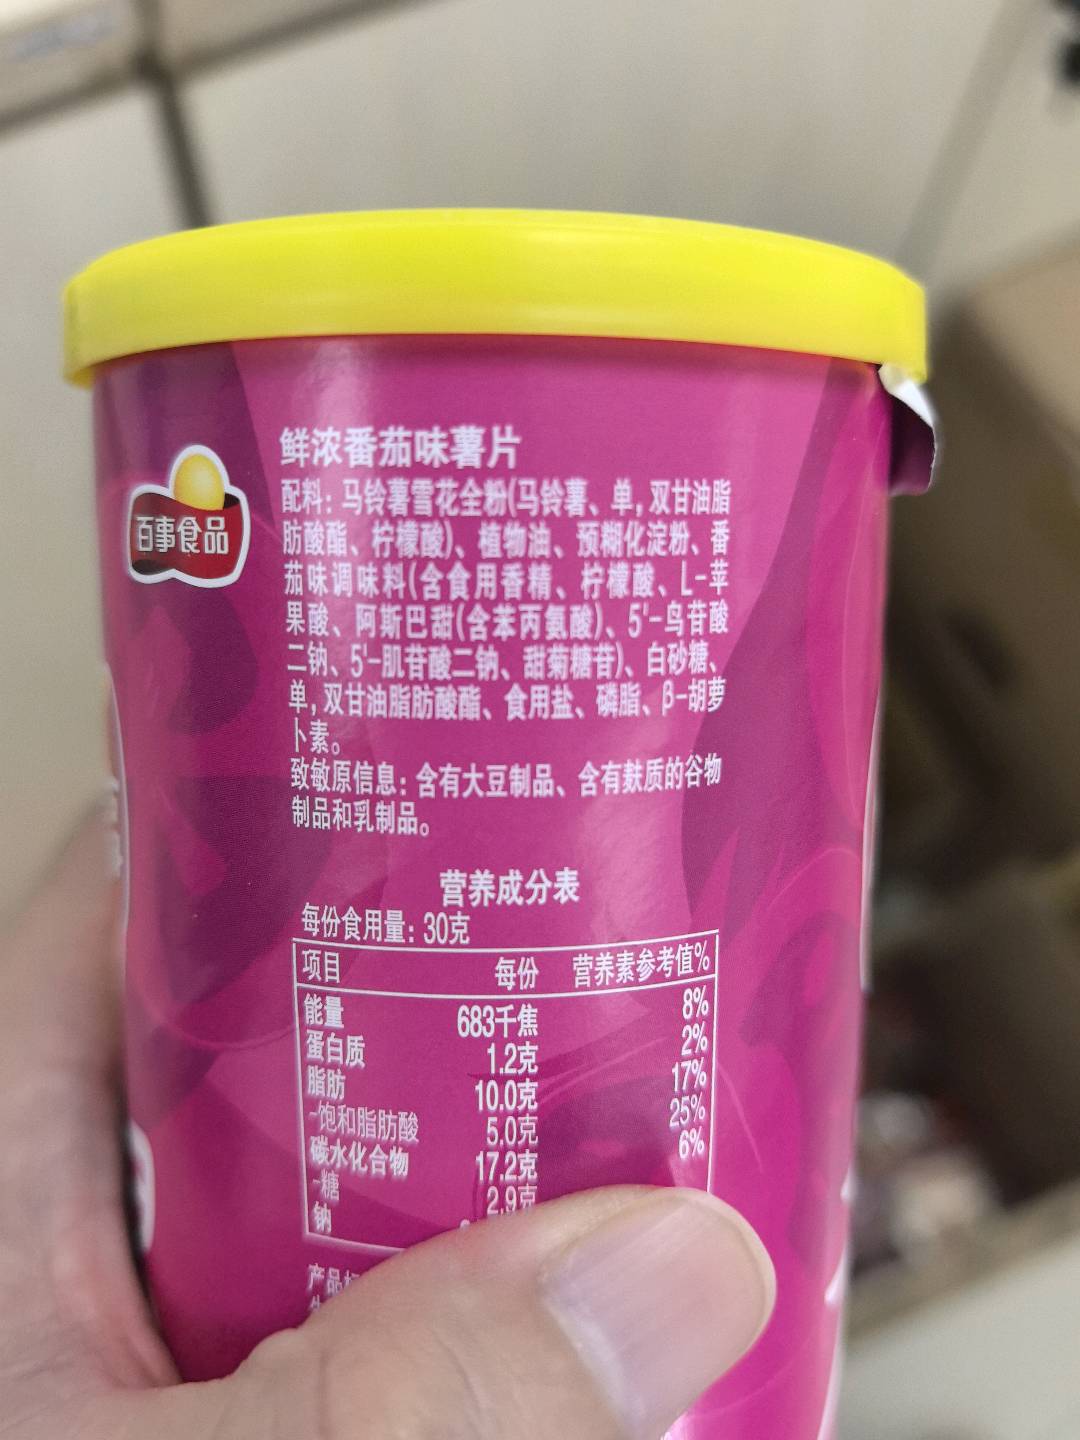 鲜浓番茄味薯片
百事食品
配料：马铃薯雪花全粉(马铃薯、单,双甘油脂
肪酸酯、柠檬酸)、植物油、预糊化淀粉、番
茄味调味料(含食用香精、柠檬酸、L-苹
果酸、阿斯巴甜(含苯丙氨酸)、5'-鸟苷酸
二钠、5'-肌苷酸二钠、甜菊糖苷)、白砂糖、
单,双甘油脂肪酸酯、食用盐、磷脂、β-胡萝
卜素。
致敏原信息：含有大豆制品、含有麸质的谷物
制品和乳制品。
营养成分表
每份食用量：30克
项目 每份 营养素参考值%
能量 683千焦 8%
蛋白质 1.2克 2%
脂肪 10.0克 17%
-饱和脂肪酸 5.0克 25%
碳水化合物 17.2克 6%
-糖 2.9克
钠
产品